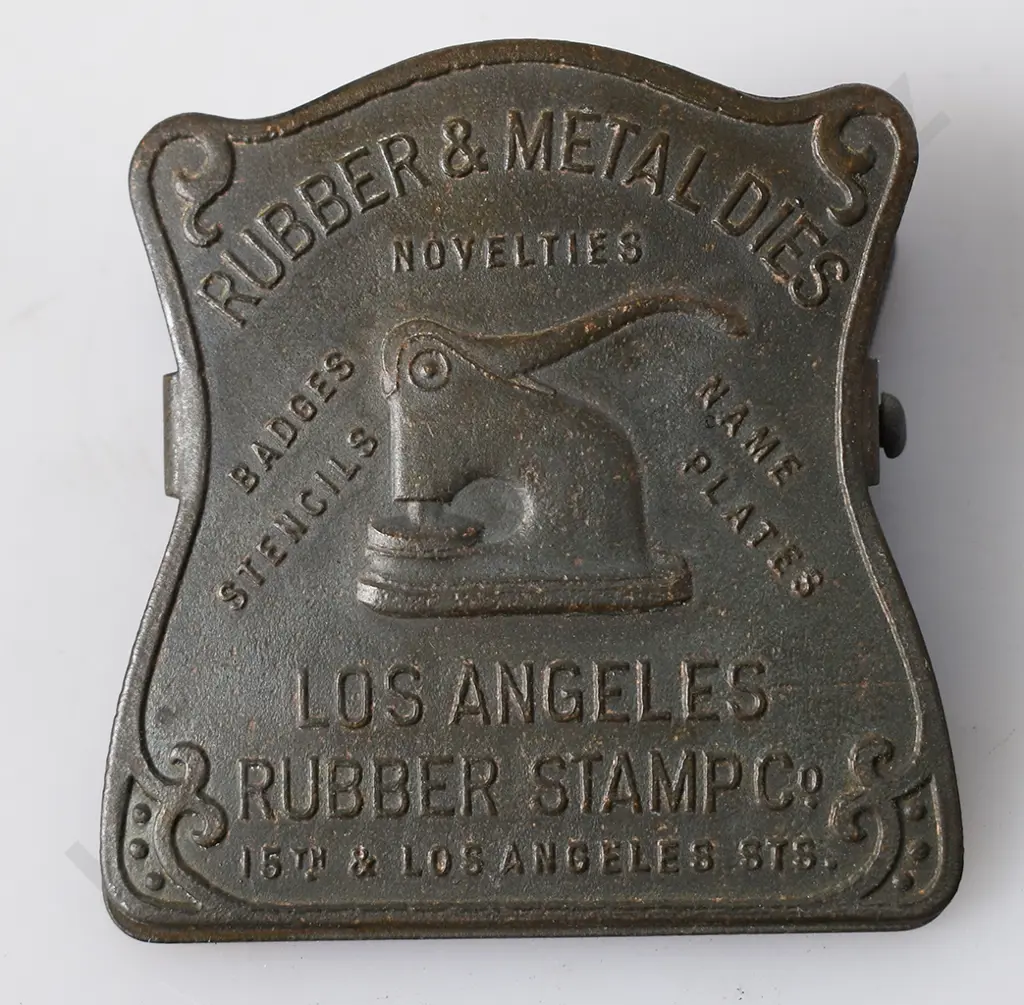 RUBBER & METAL DIES
NOVELTIES
BADGES
STENCILS
NAME
PLATES
LOS ANGELES
RUBBER STAMP Co
15TH & LOS ANGELES STS.